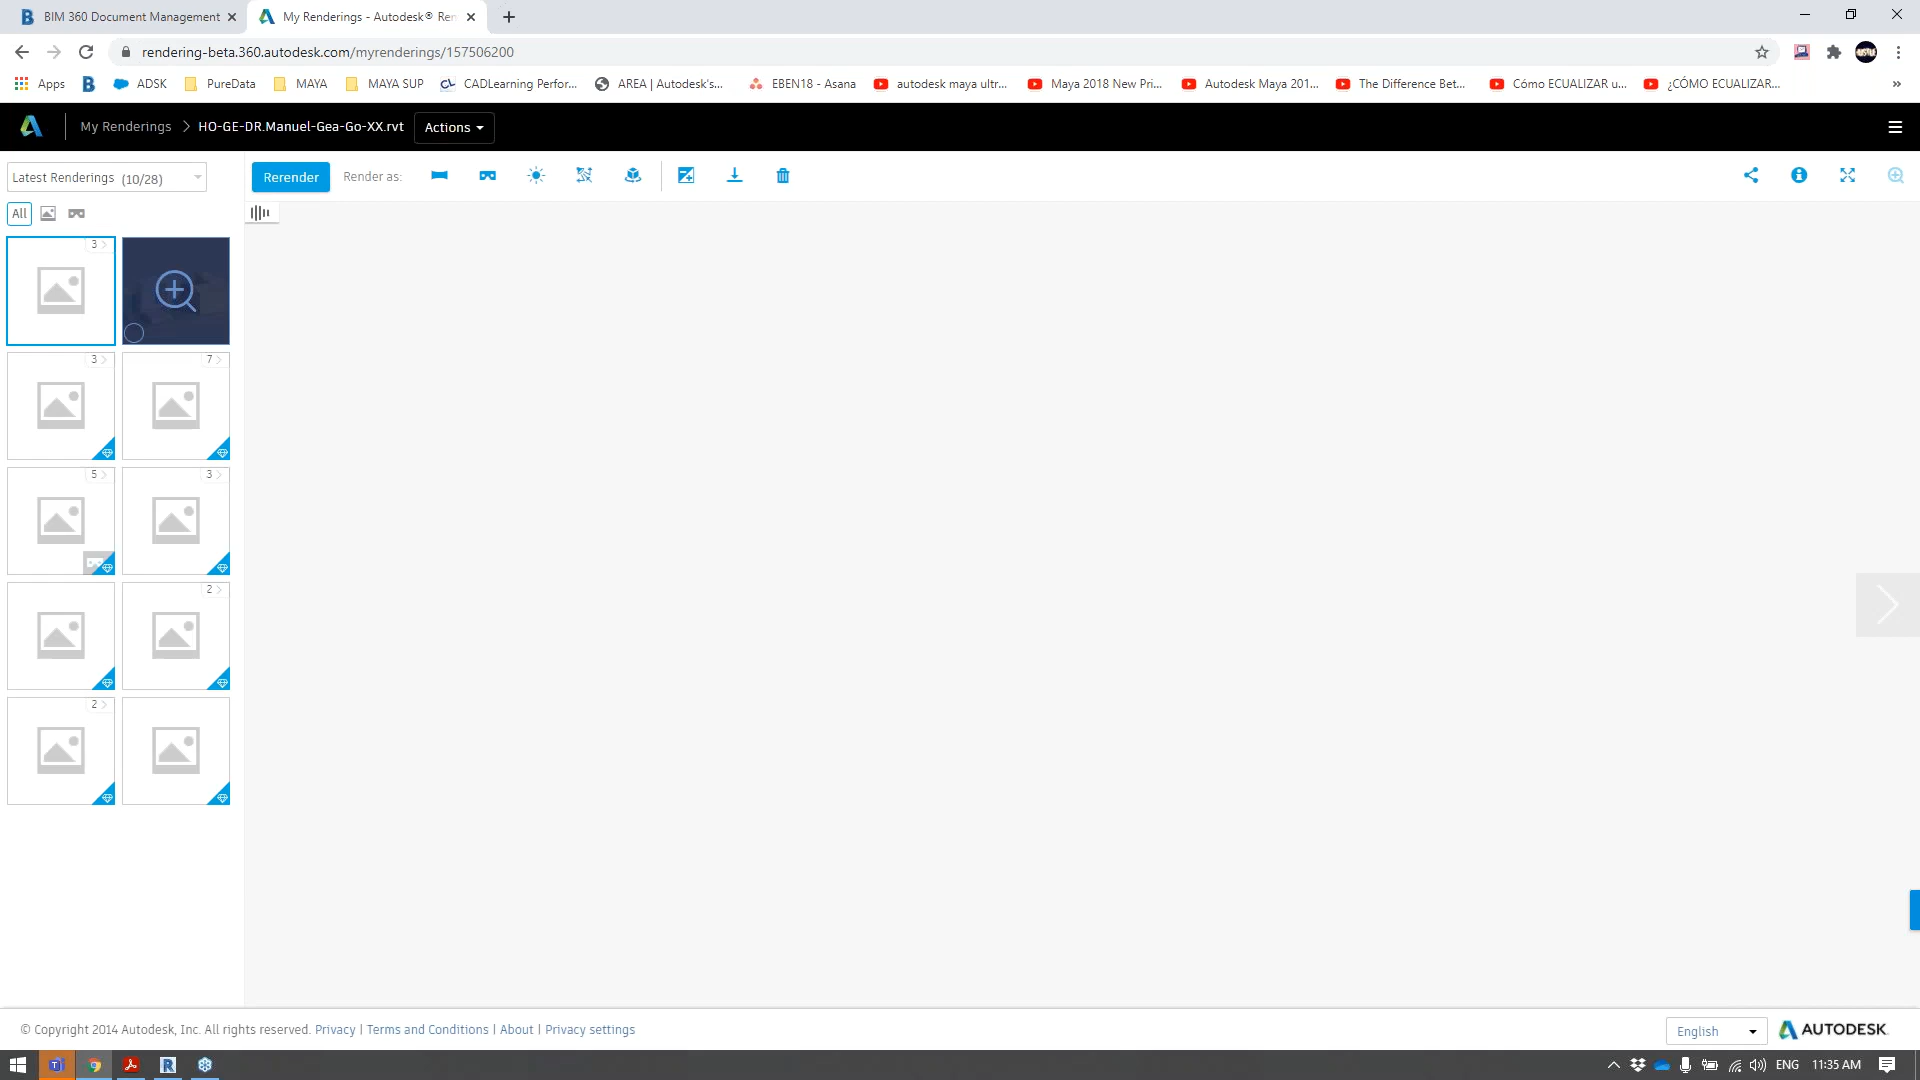 BIM 360 Document Management
My Renderings - Autodesk® Ren
rendering-beta.360.autodesk.com/myrenderings/157506200
Apps
ADSK
PureData
MAYA
MAYA SUP
CADLearning Perfor...
AREA | Autodesk's...
EBEN18 - Asana
autodesk maya ultr...
Maya 2018 New Pri...
Autodesk Maya 201...
The Difference Bet...
Cómo ECUALIZAR u...
¿CÓMO ECUALIZAR...
»
My Renderings > HO-GE-DR.Manuel-Gea-Go-XX.rvt
Actions
Latest Renderings (10/28)
Rerender
Render as:
All
3 >
3 >
7 >
5 >
3 >
2 >
2 >
© Copyright 2014 Autodesk, Inc. All rights reserved. Privacy | Terms and Conditions | About | Privacy settings
English
AUTODESK
ENG
11:35 AM